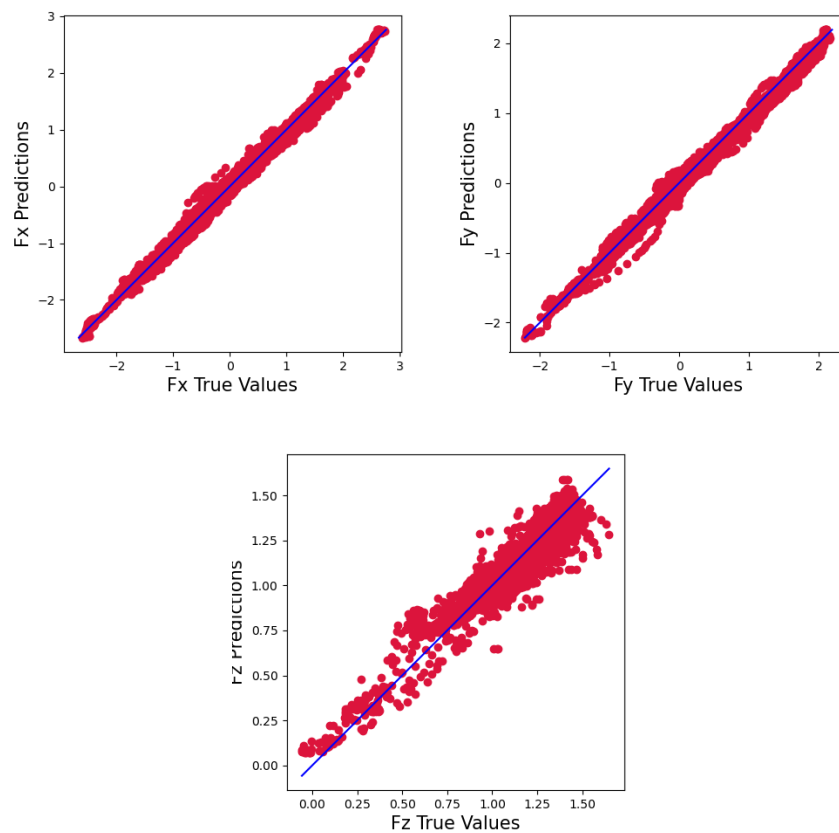 3
2
1
0
−1
−2
Fx Predictions
−2 −1 0 1 2 3
Fx True Values
2
1
0
−1
−2
Fy Predictions
−2 −1 0 1 2
Fy True Values
1.50
1.25
1.00
0.75
0.50
0.25
0.00
Fz Predictions
0.00 0.25 0.50 0.75 1.00 1.25 1.50
Fz True Values